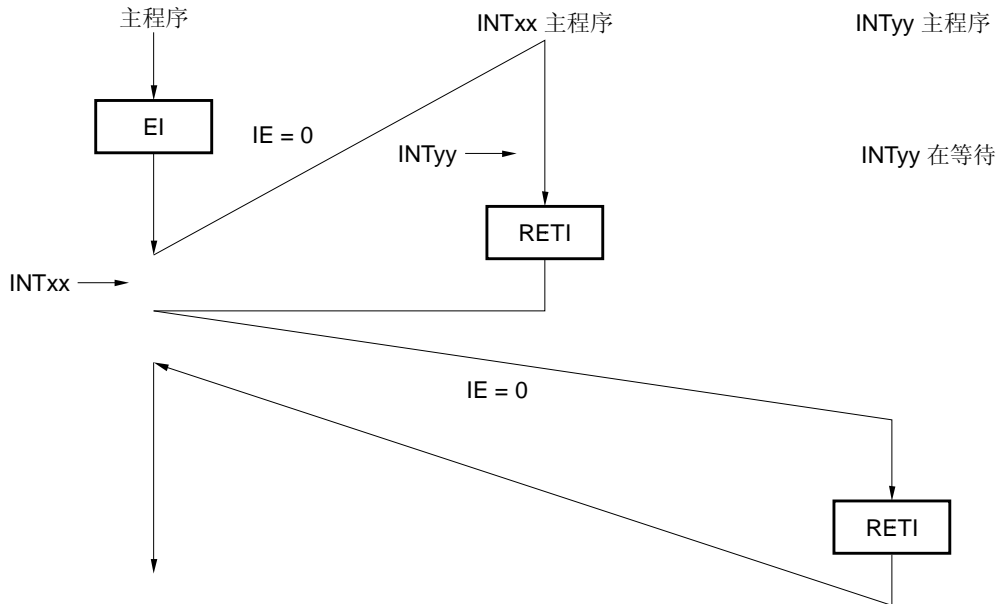 主程序
INTxx 主程序
INTyy 主程序
EI
IE = 0
INTyy
INTyy 在等待
RETI
INTxx
IE = 0
RETI